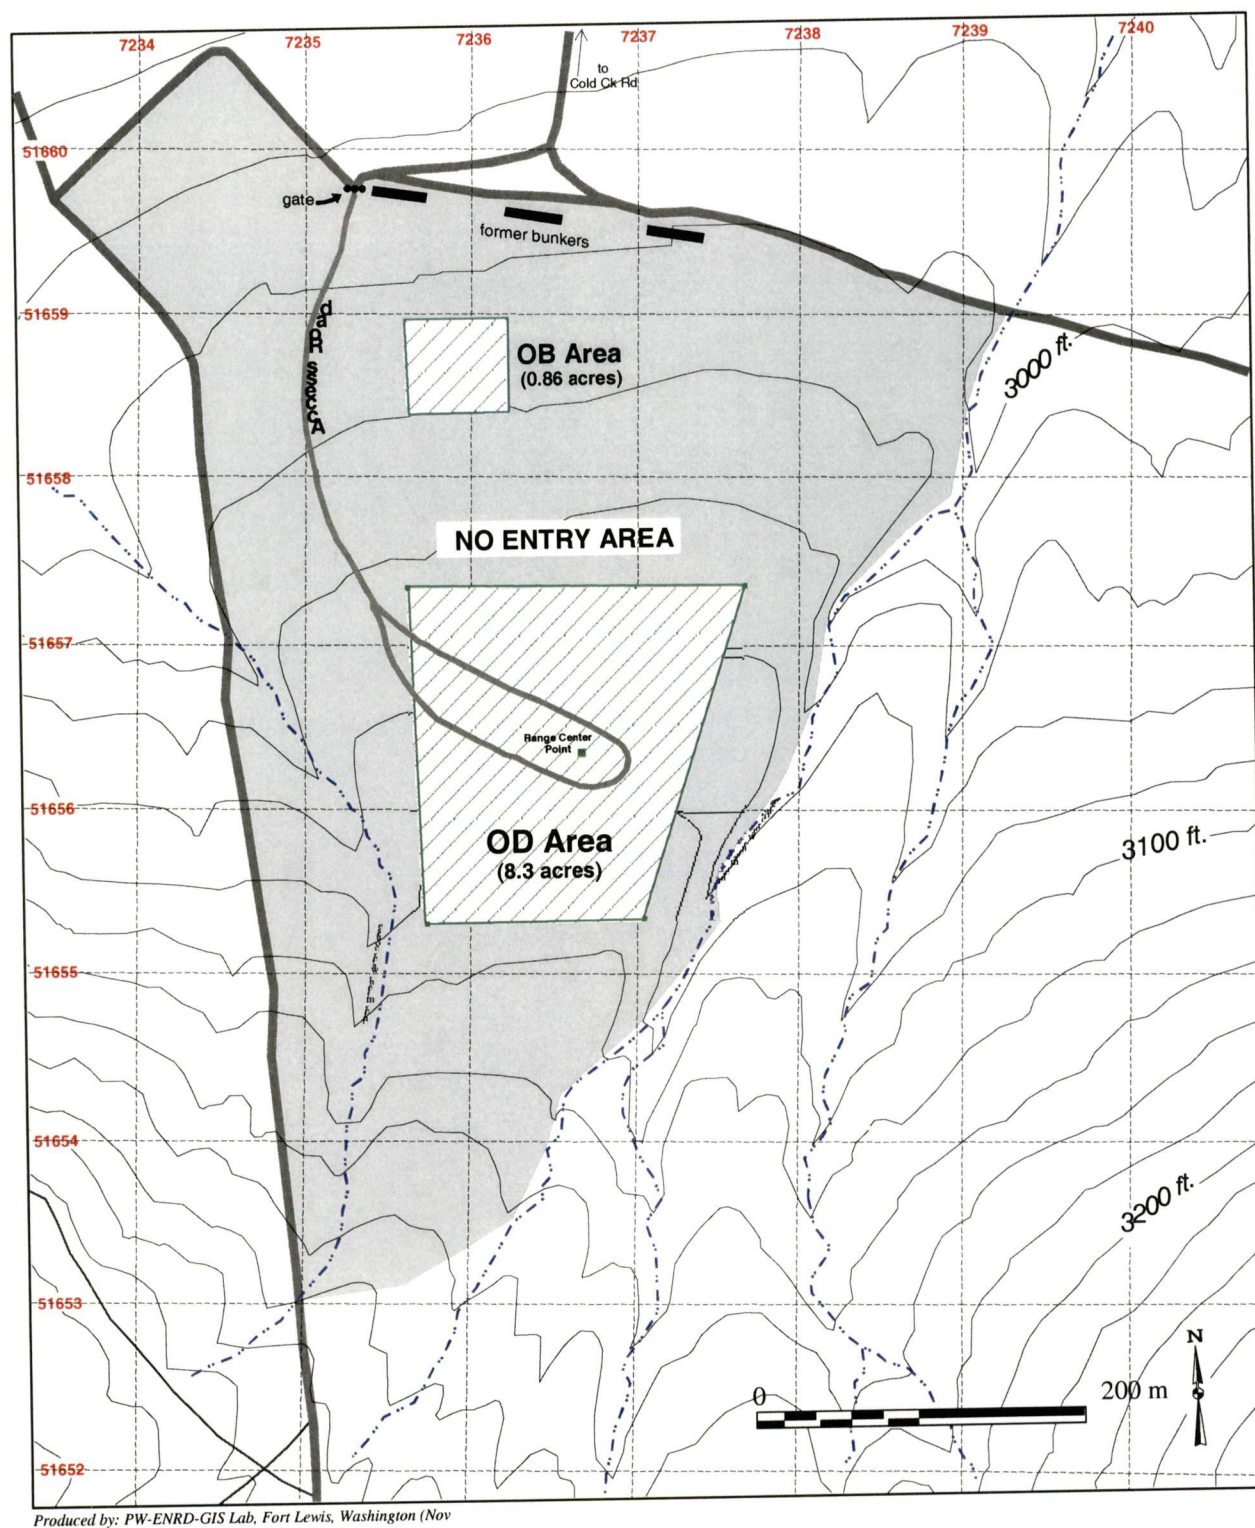 7234 7235 7236 7237 7238 7239 7240
to
Cold Ck Rd
51660
gate
former bunkers
51659
Access Road
OB Area
(0.86 acres)
3000 ft.
51658
NO ENTRY AREA
51657
Range Center
Point
51656
OD Area
(8.3 acres)
3100 ft.
51655
51654
3200 ft.
51653
N
0 200 m
51652
Produced by: PW-ENRD-GIS Lab, Fort Lewis, Washington (Nov